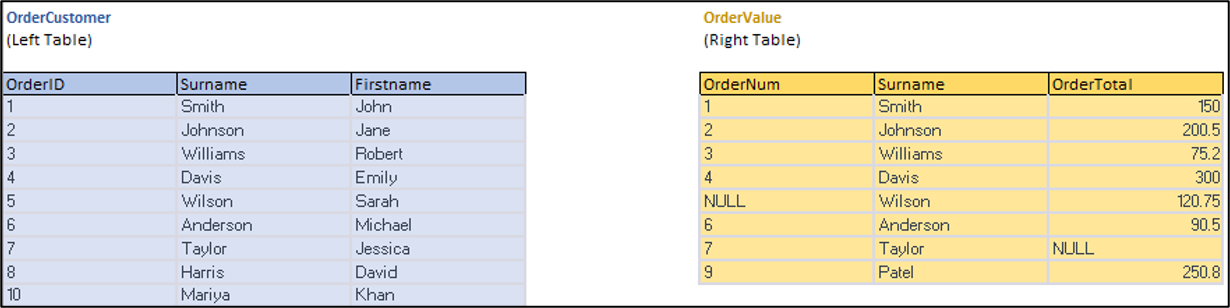 OrderCustomer OrderValue
(Left Table) (Right Table)
OrderID Surname Firstname OrderNum Surname OrderTotal
1 Smith John 1 Smith 150
2 Johnson Jane 2 Johnson 200.5
3 Williams Robert 3 Williams 75.2
4 Davis Emily 4 Davis 300
5 Wilson Sarah NULL Wilson 120.75
6 Anderson Michael 6 Anderson 90.5
7 Taylor Jessica 7 Taylor NULL
8 Harris David 9 Patel 250.8
10 Mariya Khan